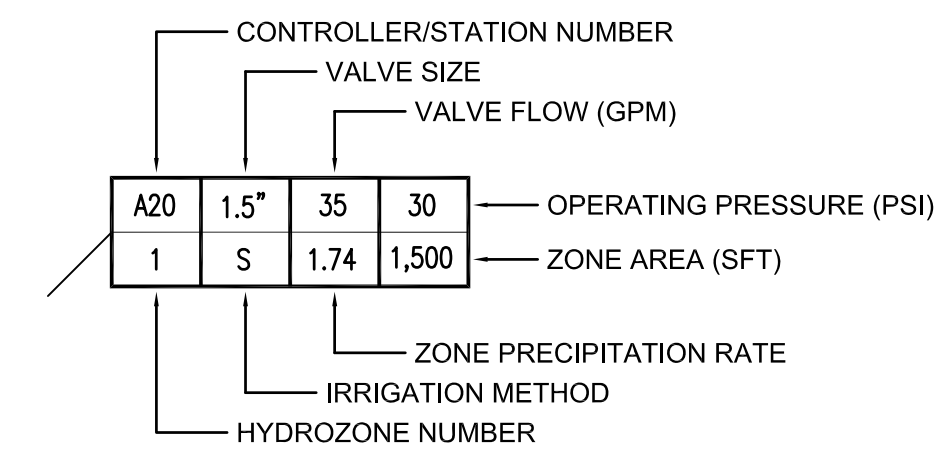 CONTROLLER/STATION NUMBER
VALVE SIZE
VALVE FLOW (GPM)
A20 1.5" 35 30 OPERATING PRESSURE (PSI)
1 S 1.74 1,500 ZONE AREA (SFT)
ZONE PRECIPITATION RATE
IRRIGATION METHOD
HYDROZONE NUMBER